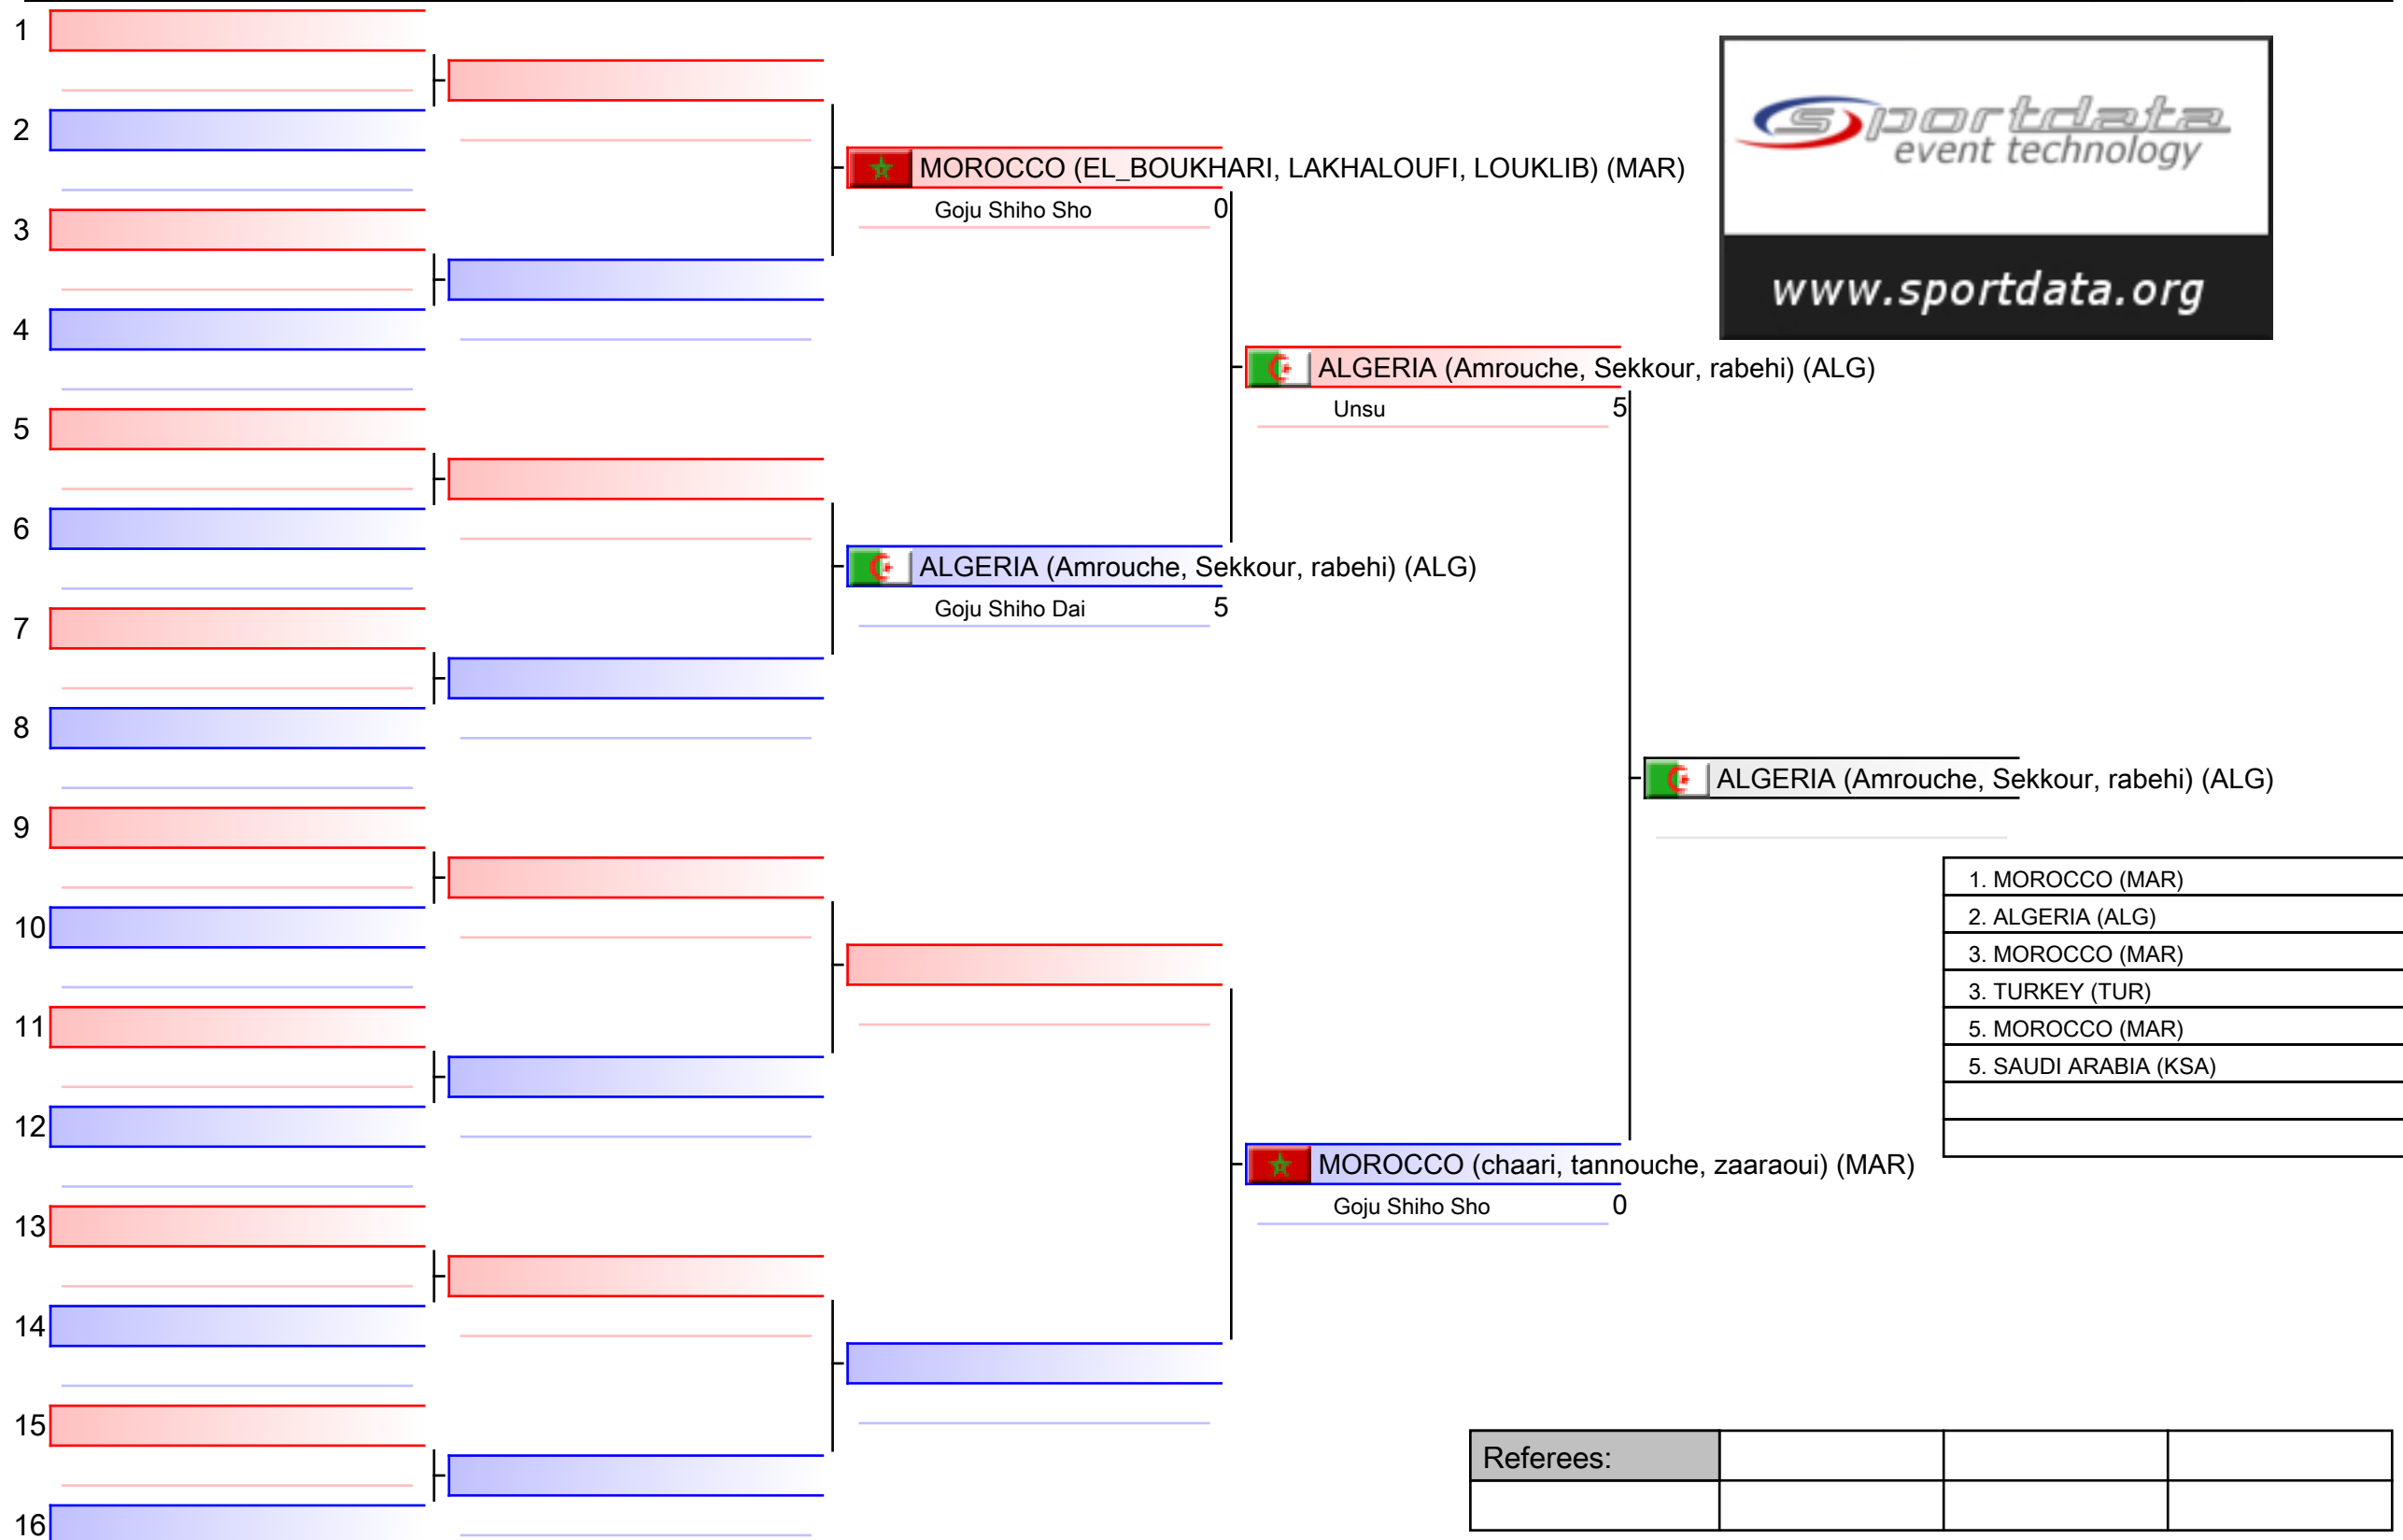 1
2
sportdata
event technology
www.sportdata.org
MOROCCO (EL_BOUKHARI, LAKHALOUFI, LOUKLIB) (MAR)
Goju Shiho Sho 0
3
4
ALGERIA (Amrouche, Sekkour, rabehi) (ALG)
Unsu 5
5
6
ALGERIA (Amrouche, Sekkour, rabehi) (ALG)
Goju Shiho Dai 5
7
8
ALGERIA (Amrouche, Sekkour, rabehi) (ALG)
9
1. MOROCCO (MAR)
2. ALGERIA (ALG)
3. MOROCCO (MAR)
3. TURKEY (TUR)
5. MOROCCO (MAR)
5. SAUDI ARABIA (KSA)
10
11
12
MOROCCO (chaari, tannouche, zaaraoui) (MAR)
Goju Shiho Sho 0
13
14
15
Referees:
16